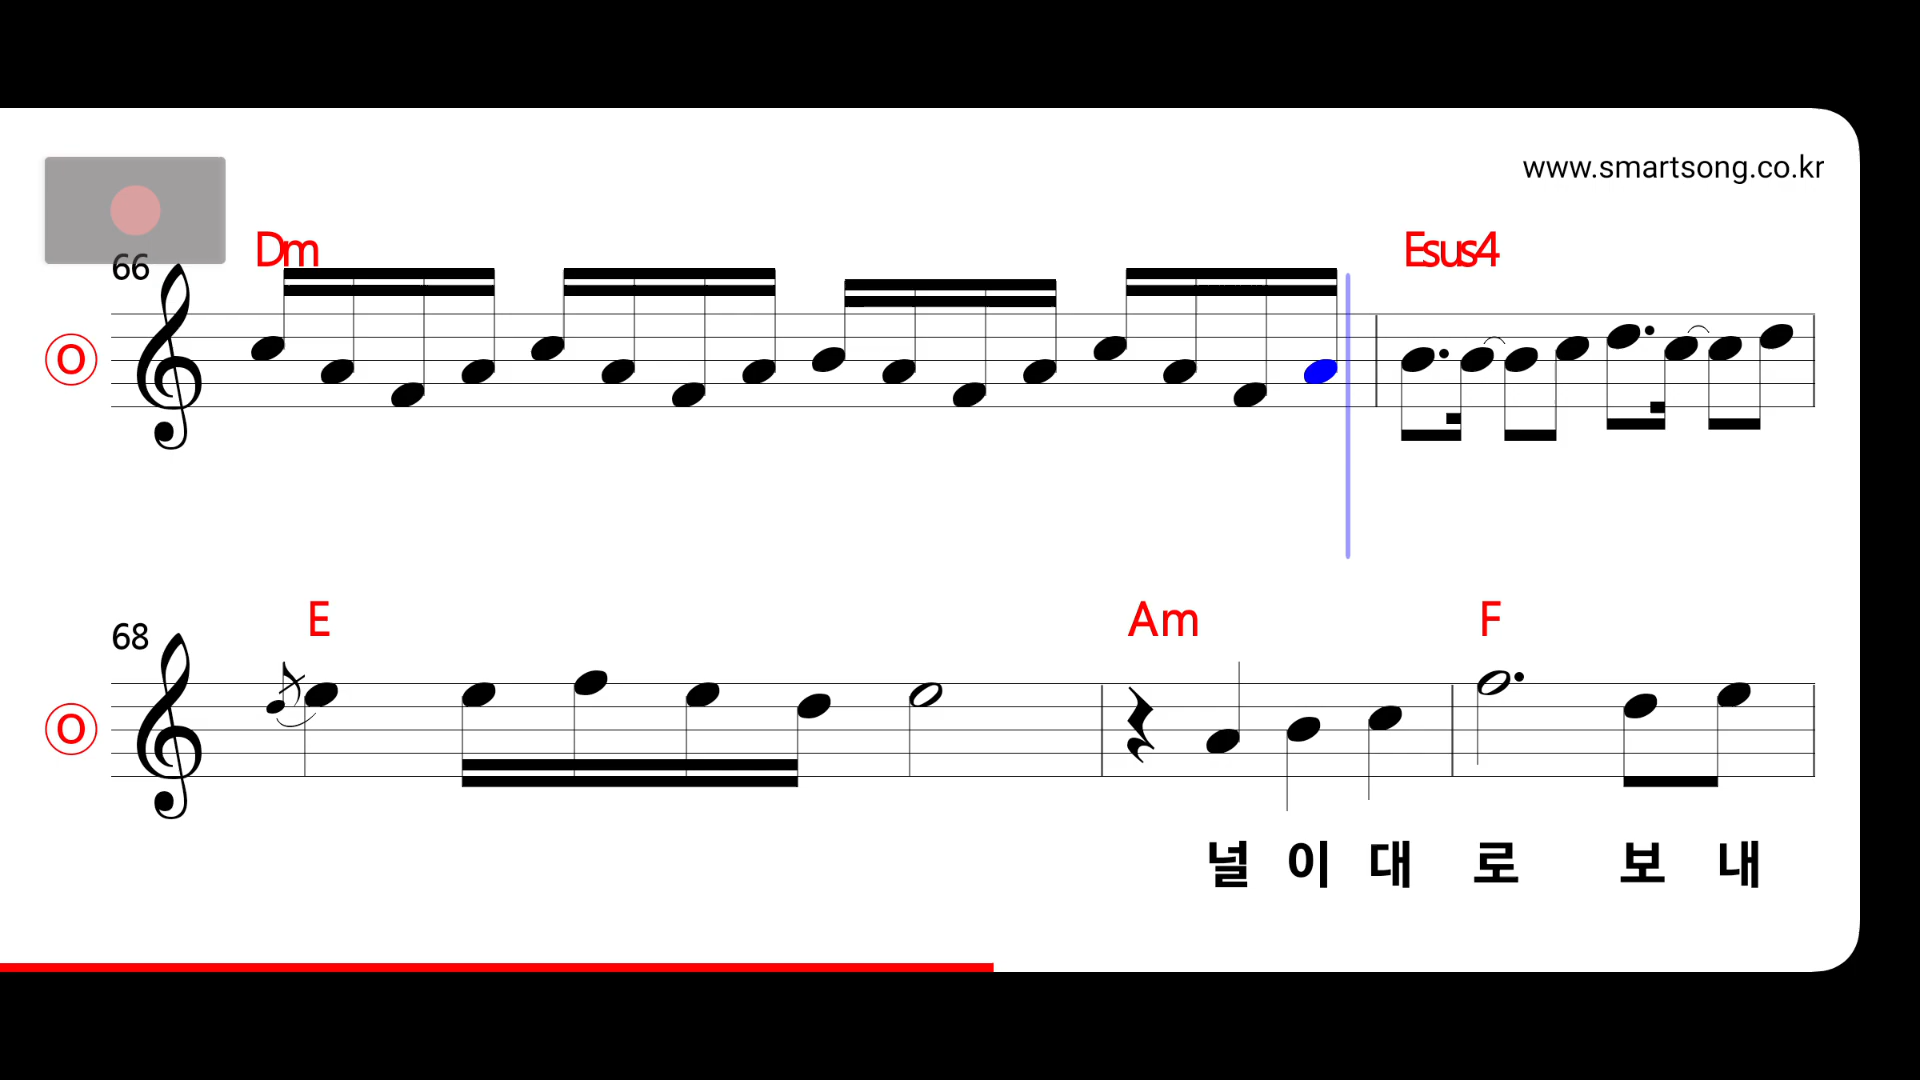 www.smartsong.co.kr
66 Dm Esus4
O
68 E Am F
O
널 이 대 로 보 내